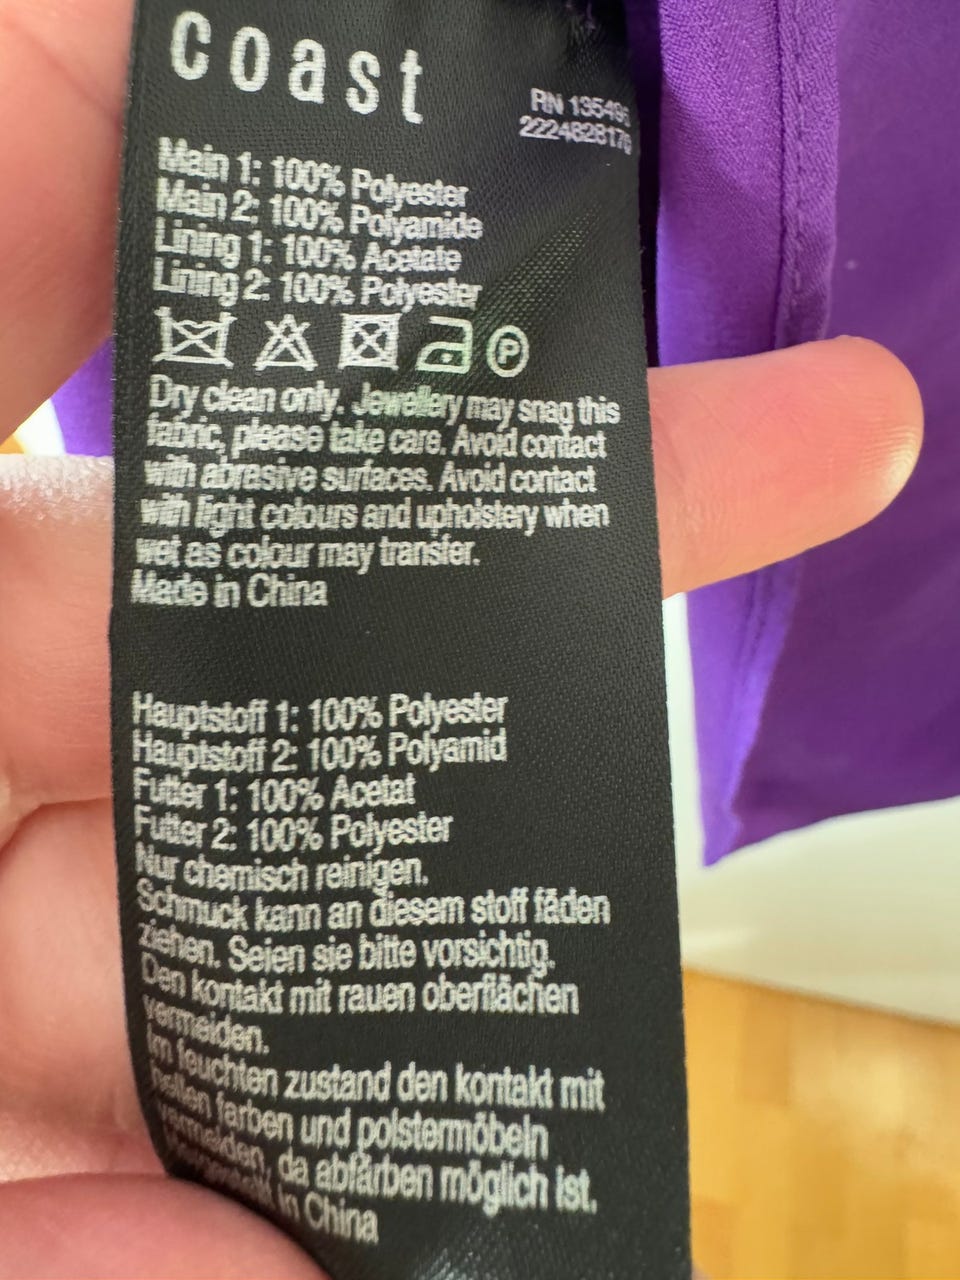 coast
RN 135495
2224828176
Main 1: 100% Polyester
Main 2: 100% Polyamide
Lining 1: 100% Acetate
Lining 2: 100% Polyester
P
Dry clean only. Jewellery may snag this
fabric, please take care. Avoid contact
with abrasive surfaces. Avoid contact
with light colours and upholstery when
wet as colour may transfer.
Made in China
Hauptstoff 1: 100% Polyester
Hauptstoff 2: 100% Polyamid
Futter 1: 100% Acetat
Futter 2: 100% Polyester
Nur chemisch reinigen.
Schmuck kann an diesem stoff fäden
ziehen. Seien sie bitte vorsichtig.
Den kontakt mit rauen oberflächen
vermeiden.
Im feuchten zustand den kontakt mit
hellen farben und polstermöbeln
vermeiden, da abfärben möglich ist.
in China